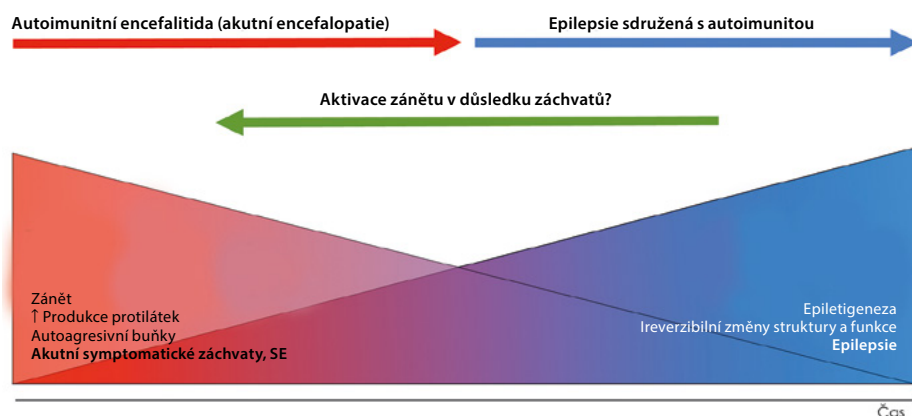 Autoimunitní encefalitida (akutní encefalopatie)
Epilepsie sdružená s autoimunitou
Aktivace zánětu v důsledku záchvatů?
Zánět
↑ Produkce protilátek
Autoagresivní buňky
Akutní symptomatické záchvaty, SE
Epiletigeneza
Ireverzibilní změny struktury a funkce
Epilepsie
Čas